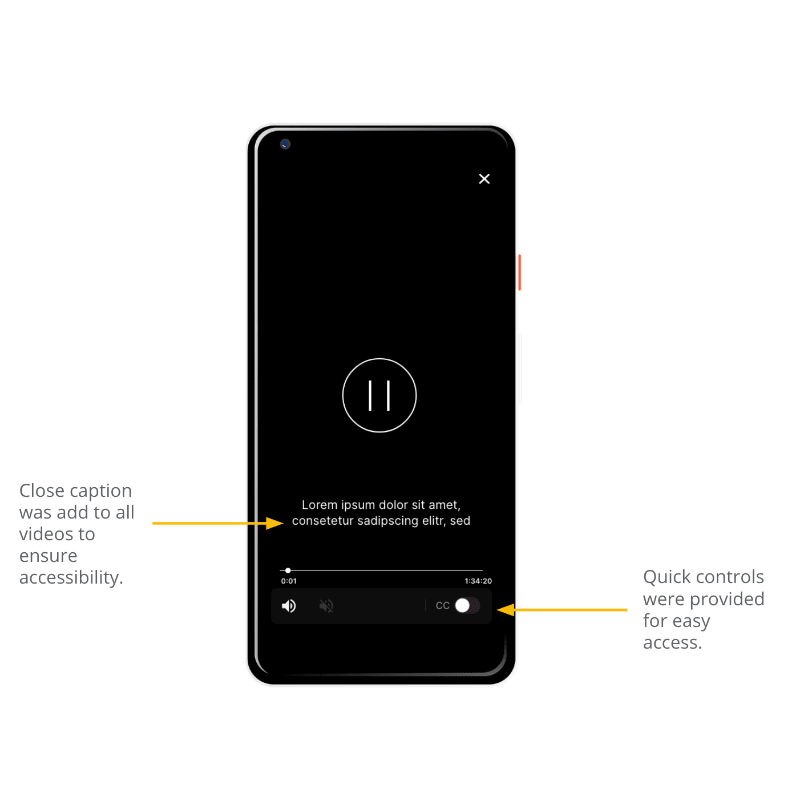 Close caption
was add to all
videos to
ensure
accessibility.
Lorem ipsum dolor sit amet,
consetetur sadipscing elitr, sed
0:01
1:34:20
CC
Quick controls
were provided
for easy
access.